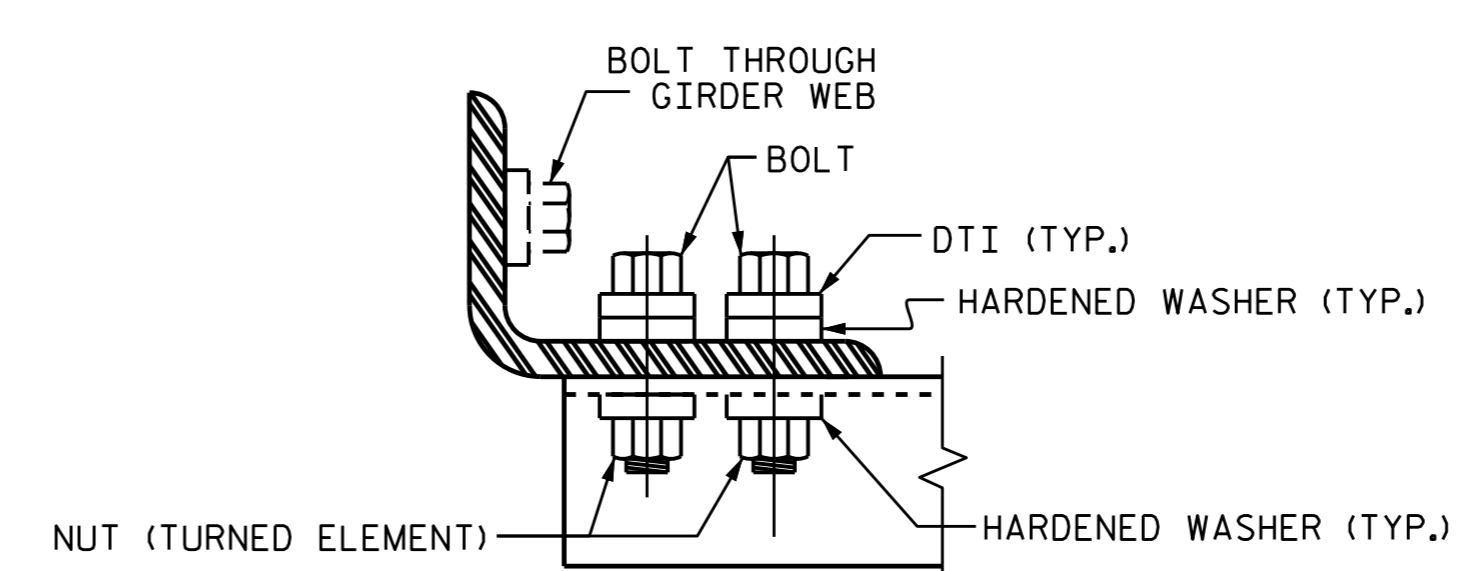 BOLT THROUGH
GIRDER WEB
BOLT
DTI (TYP.)
HARDENED WASHER (TYP.)
NUT (TURNED ELEMENT)
HARDENED WASHER (TYP.)